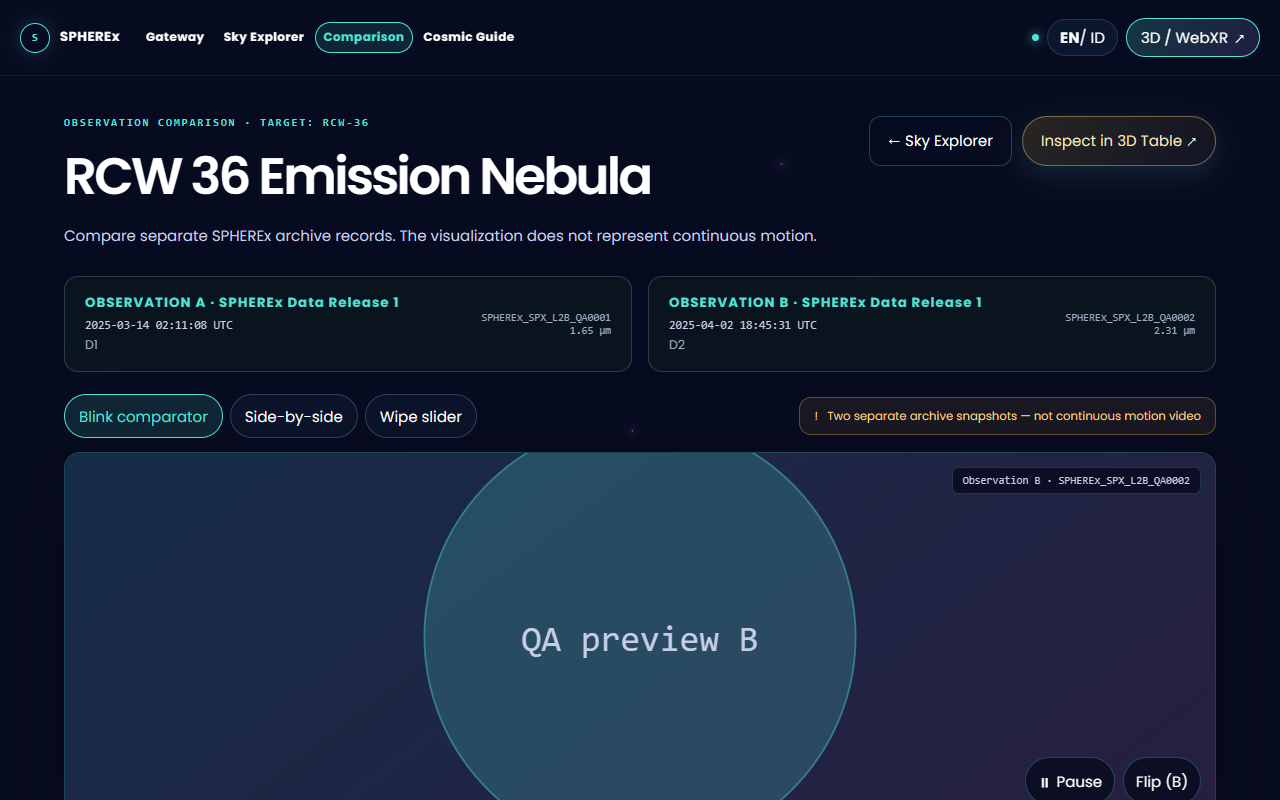 S SPHEREx Gateway Sky Explorer Comparison Cosmic Guide EN/ ID 3D / WebXR ↗
OBSERVATION COMPARISON · TARGET: RCW-36
← Sky Explorer Inspect in 3D Table ↗
RCW 36 Emission Nebula
Compare separate SPHEREx archive records. The visualization does not represent continuous motion.
OBSERVATION A · SPHEREx Data Release 1
2025-03-14 02:11:08 UTC
D1
SPHEREx_SPX_L2B_QA0001
1.65 µm
OBSERVATION B · SPHEREx Data Release 1
2025-04-02 18:45:31 UTC
D2
SPHEREx_SPX_L2B_QA0002
2.31 µm
Blink comparator Side-by-side Wipe slider ! Two separate archive snapshots — not continuous motion video
Observation B · SPHEREx_SPX_L2B_QA0002
QA preview B
⏸ Pause Flip (B)